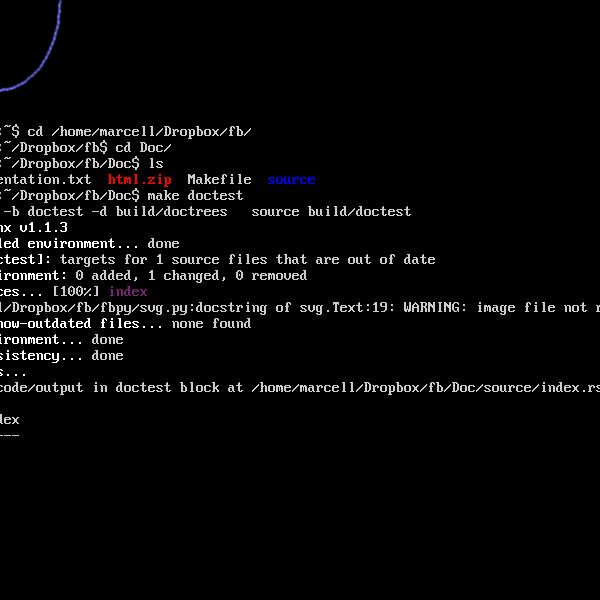 :~$ cd /home/marcell/Dropbox/fb/
:~/Dropbox/fb$ cd Doc/
:~/Dropbox/fb/Doc$ ls
entation.txt  html.zip  Makefile  source
:~/Dropbox/fb/Doc$ make doctest
-b doctest -d build/doctrees   source build/doctest
nx v1.1.3
led environment... done
ctest]: targets for 1 source files that are out of date
ironment: 0 added, 1 changed, 0 removed
ces... [100%] index
l/Dropbox/fb/fbpy/svg.py:docstring of svg.Text:19: WARNING: image file not r
now-outdated files... none found
ironment... done
sistency... done
s...
code/output in doctest block at /home/marcell/Dropbox/fb/Doc/source/index.rs
dex
---